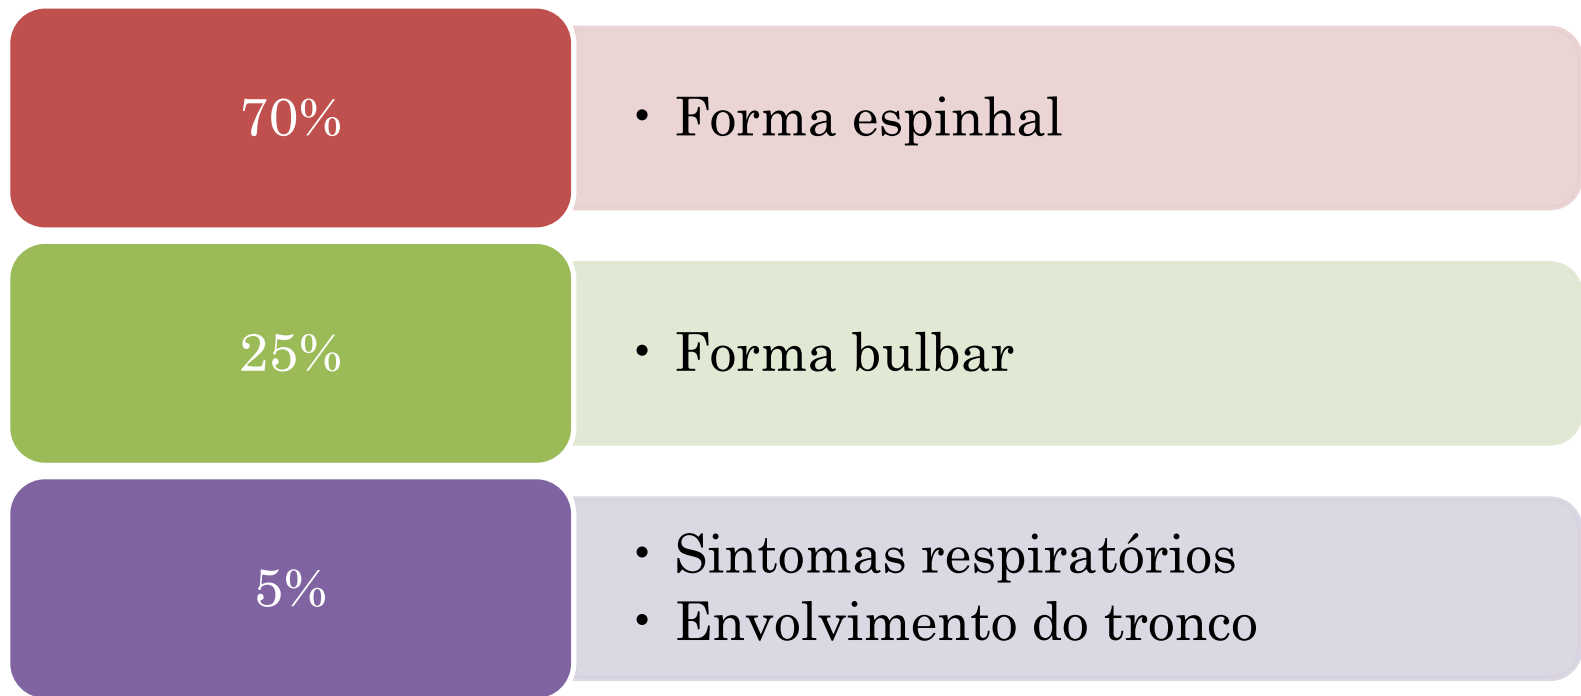 70%
• Forma espinhal
25%
• Forma bulbar
5%
• Sintomas respiratórios
• Envolvimento do tronco